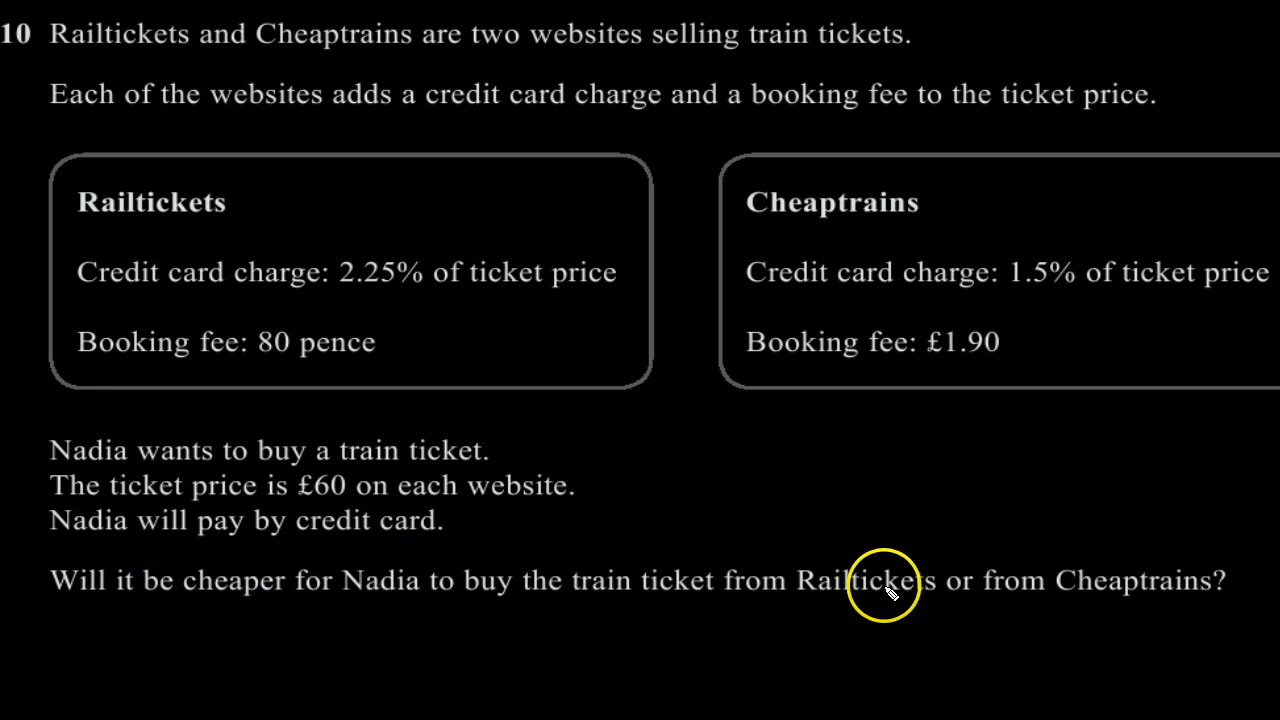 10 Railtickets and Cheaptrains are two websites selling train tickets.
Each of the websites adds a credit card charge and a booking fee to the ticket price.
Railtickets
Credit card charge: 2.25% of ticket price
Booking fee: 80 pence
Cheaptrains
Credit card charge: 1.5% of ticket price
Booking fee: £1.90
Nadia wants to buy a train ticket.
The ticket price is £60 on each website.
Nadia will pay by credit card.
Will it be cheaper for Nadia to buy the train ticket from Railtickets or from Cheaptrains?